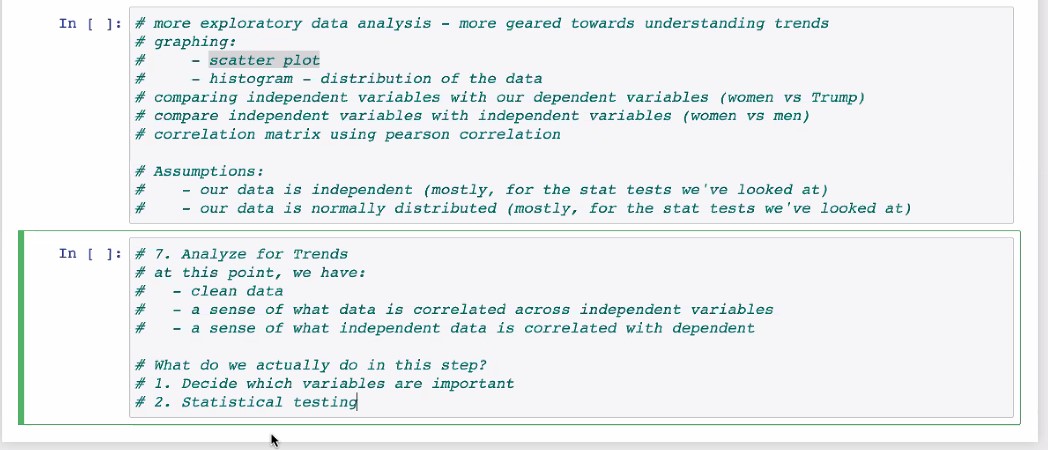 In [ ]: # more exploratory data analysis - more geared towards understanding trends
# graphing:
#     - scatter plot
#     - histogram - distribution of the data
# comparing independent variables with our dependent variables (women vs Trump)
# compare independent variables with independent variables (women vs men)
# correlation matrix using pearson correlation
# Assumptions:
#    - our data is independent (mostly, for the stat tests we've looked at)
#    - our data is normally distributed (mostly, for the stat tests we've looked at)
In [ ]: # 7. Analyze for Trends
# at this point, we have:
#   - clean data
#   - a sense of what data is correlated across independent variables
#   - a sense of what independent data is correlated with dependent
# What do we actually do in this step?
# 1. Decide which variables are important
# 2. Statistical testing